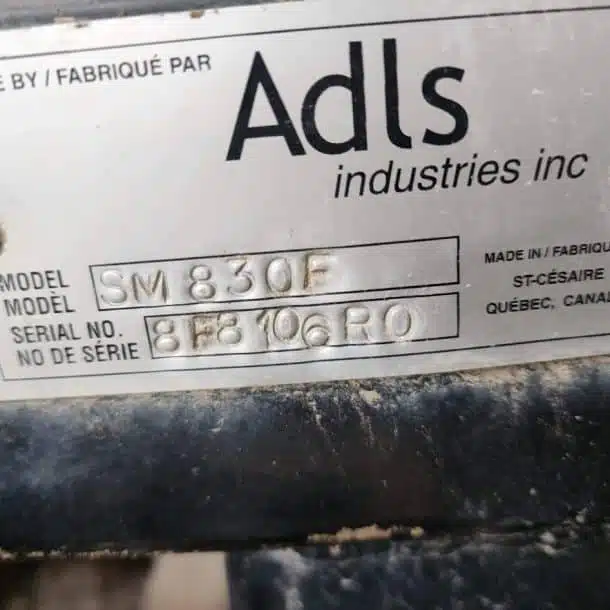 E BY / FABRIQUÉ PAR
Adls
industries inc
MODEL
MODÈL
SM 830F
SERIAL NO.
NO DE SÉRIE
8F8106R0
MADE IN / FABRIQU
ST-CÉSAIRE
QUÉBEC, CANA